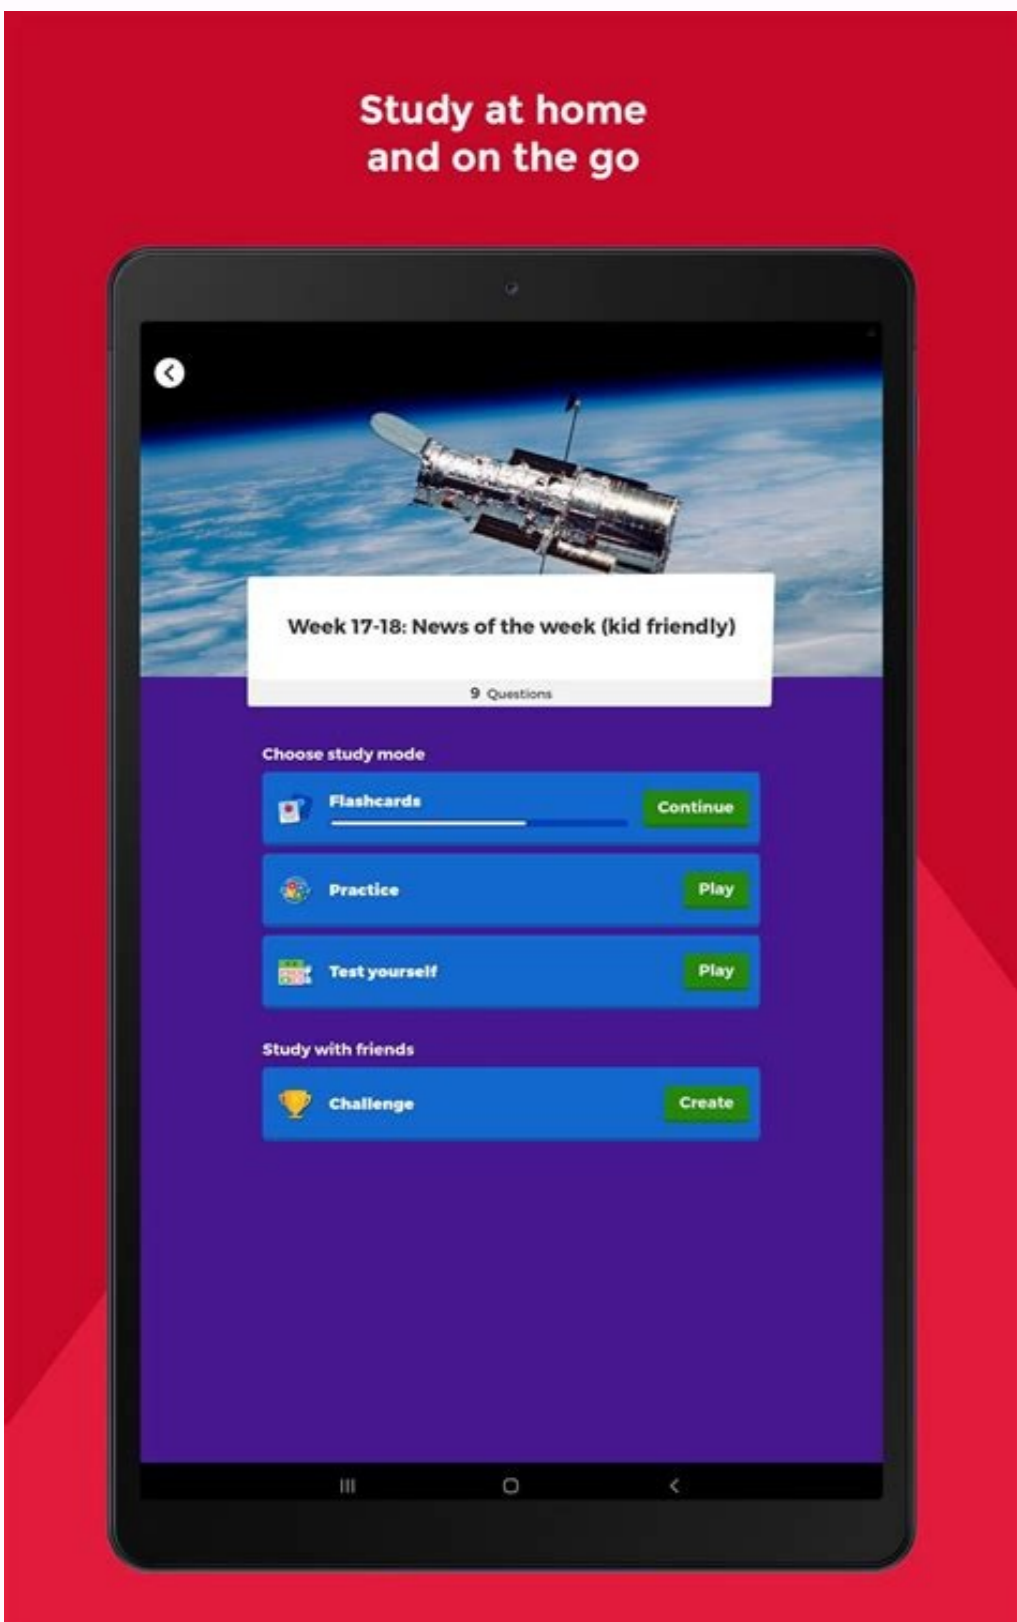 Study at home
and on the go
Week 17-18: News of the week (kid friendly)
9 Questions
Choose study mode
Flashcards
Continue
Practice
Play
Test yourself
Play
Study with friends
Challenge
Create